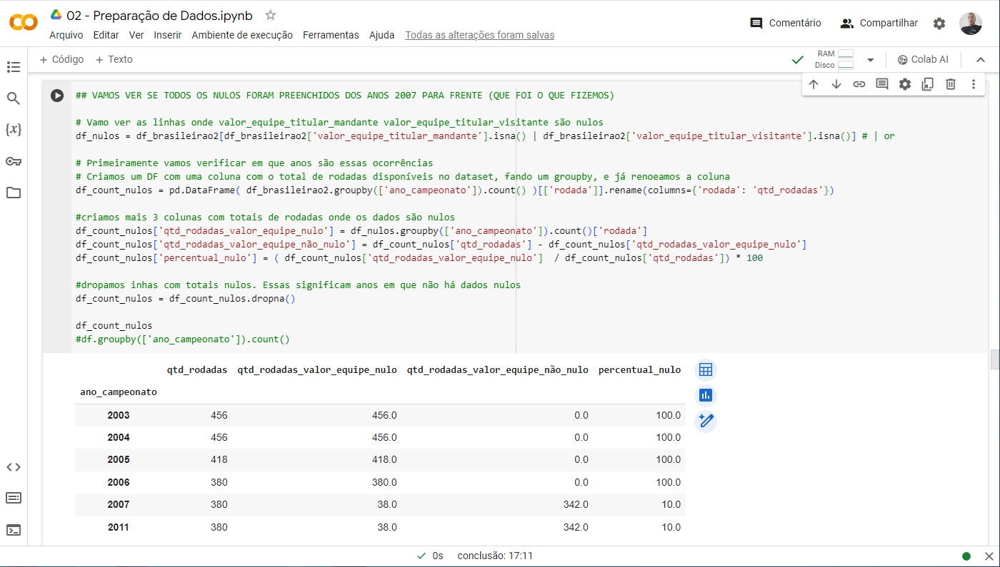 02 - Preparação de Dados.ipynb
Arquivo Editar Ver Inserir Ambiente de execução Ferramentas Ajuda Todas as alterações foram salvas
Comentário Compartilhar
+ Código + Texto
RAM
Disco
Colab AI
## VAMOS VER SE TODOS OS NULOS FORAM PREENCHIDOS DOS ANOS 2007 PARA FRENTE (QUE FOI O QUE FIZEMOS)
# Vamo ver as linhas onde valor_equipe_titular_mandante valor_equipe_titular_visitante são nulos
df_nulos = df_brasileirao2[df_brasileirao2['valor_equipe_titular_mandante'].isna() | df_brasileirao2['valor_equipe_titular_visitante'].isna()] # | or
# Primeiramente vamos verificar em que anos são essas ocorrências
# Criamos um DF com uma coluna com o total de rodadas disponíveis no dataset, fando um groupby, e já renoeamos a coluna
df_count_nulos = pd.DataFrame( df_brasileirao2.groupby(['ano_campeonato']).count() )[['rodada']].rename(columns={'rodada': 'qtd_rodadas'})
#criamos mais 3 colunas com totais de rodadas onde os dados são nulos
df_count_nulos['qtd_rodadas_valor_equipe_nulo'] = df_nulos.groupby(['ano_campeonato']).count()['rodada']
df_count_nulos['qtd_rodadas_valor_equipe_não_nulo'] = df_count_nulos['qtd_rodadas'] - df_count_nulos['qtd_rodadas_valor_equipe_nulo']
df_count_nulos['percentual_nulo'] = ( df_count_nulos['qtd_rodadas_valor_equipe_nulo']  / df_count_nulos['qtd_rodadas']) * 100
#dropamos inhas com totais nulos. Essas significam anos em que não há dados nulos
df_count_nulos = df_count_nulos.dropna()
df_count_nulos
#df.groupby(['ano_campeonato']).count()
qtd_rodadas qtd_rodadas_valor_equipe_nulo qtd_rodadas_valor_equipe_não_nulo percentual_nulo
ano_campeonato
2003 456 456.0 0.0 100.0
2004 456 456.0 0.0 100.0
2005 418 418.0 0.0 100.0
2006 380 380.0 0.0 100.0
2007 380 38.0 342.0 10.0
2011 380 38.0 342.0 10.0
0s conclusão: 17:11